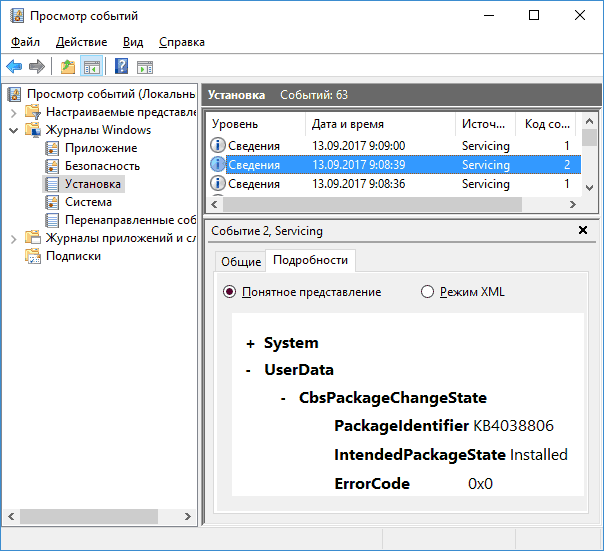 Просмотр событий
Файл Действие Вид Справка
Просмотр событий (Локальны
Настраиваемые представле
Журналы Windows
Приложение
Безопасность
Установка
Система
Перенаправленные соб
Журналы приложений и сл
Подписки
Установка Событий: 63
Уровень Дата и время Источ... Код со...
Сведения 13.09.2017 9:09:00 Servicing 1
Сведения 13.09.2017 9:08:39 Servicing 2
Сведения 13.09.2017 9:08:36 Servicing 1
Событие 2, Servicing
Общие Подробности
Понятное представление Режим XML
+ System
- UserData
- CbsPackageChangeState
PackageIdentifier KB4038806
IntendedPackageState Installed
ErrorCode 0x0